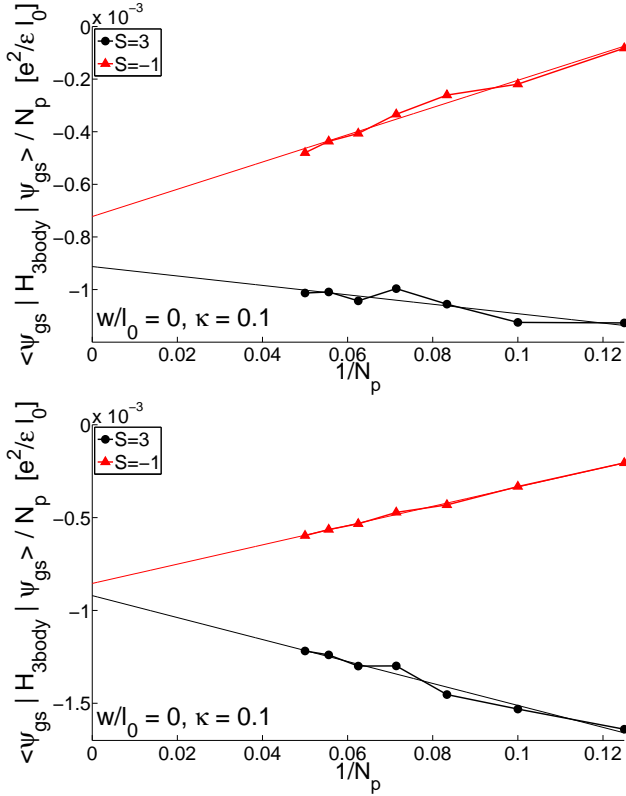 x 10⁻³
0
−0.2
−0.4
−0.6
−0.8
−1
<ψgs | H3body | ψgs> / Np [e²/ε l0]
S=3
S=−1
w/l0 = 0, κ = 0.1
0 0.02 0.04 0.06 0.08 0.1 0.12
1/Np
x 10⁻³
0
−0.5
−1
−1.5
<ψgs | H3body | ψgs> / Np [e²/ε l0]
S=3
S=−1
w/l0 = 0, κ = 0.1
0 0.02 0.04 0.06 0.08 0.1 0.12
1/Np